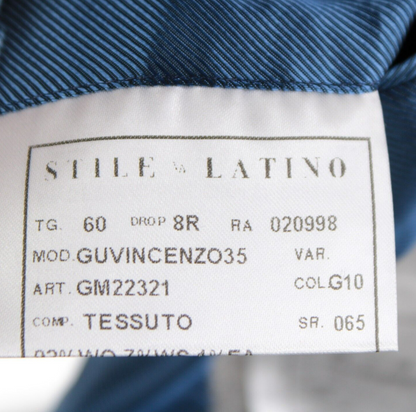 STILE LATINO
TG. 60 DROP 8R RA 020998
MOD. GUVINCENZO35 VAR.
ART. GM22321 COL. G10
COMP. TESSUTO SR. 065